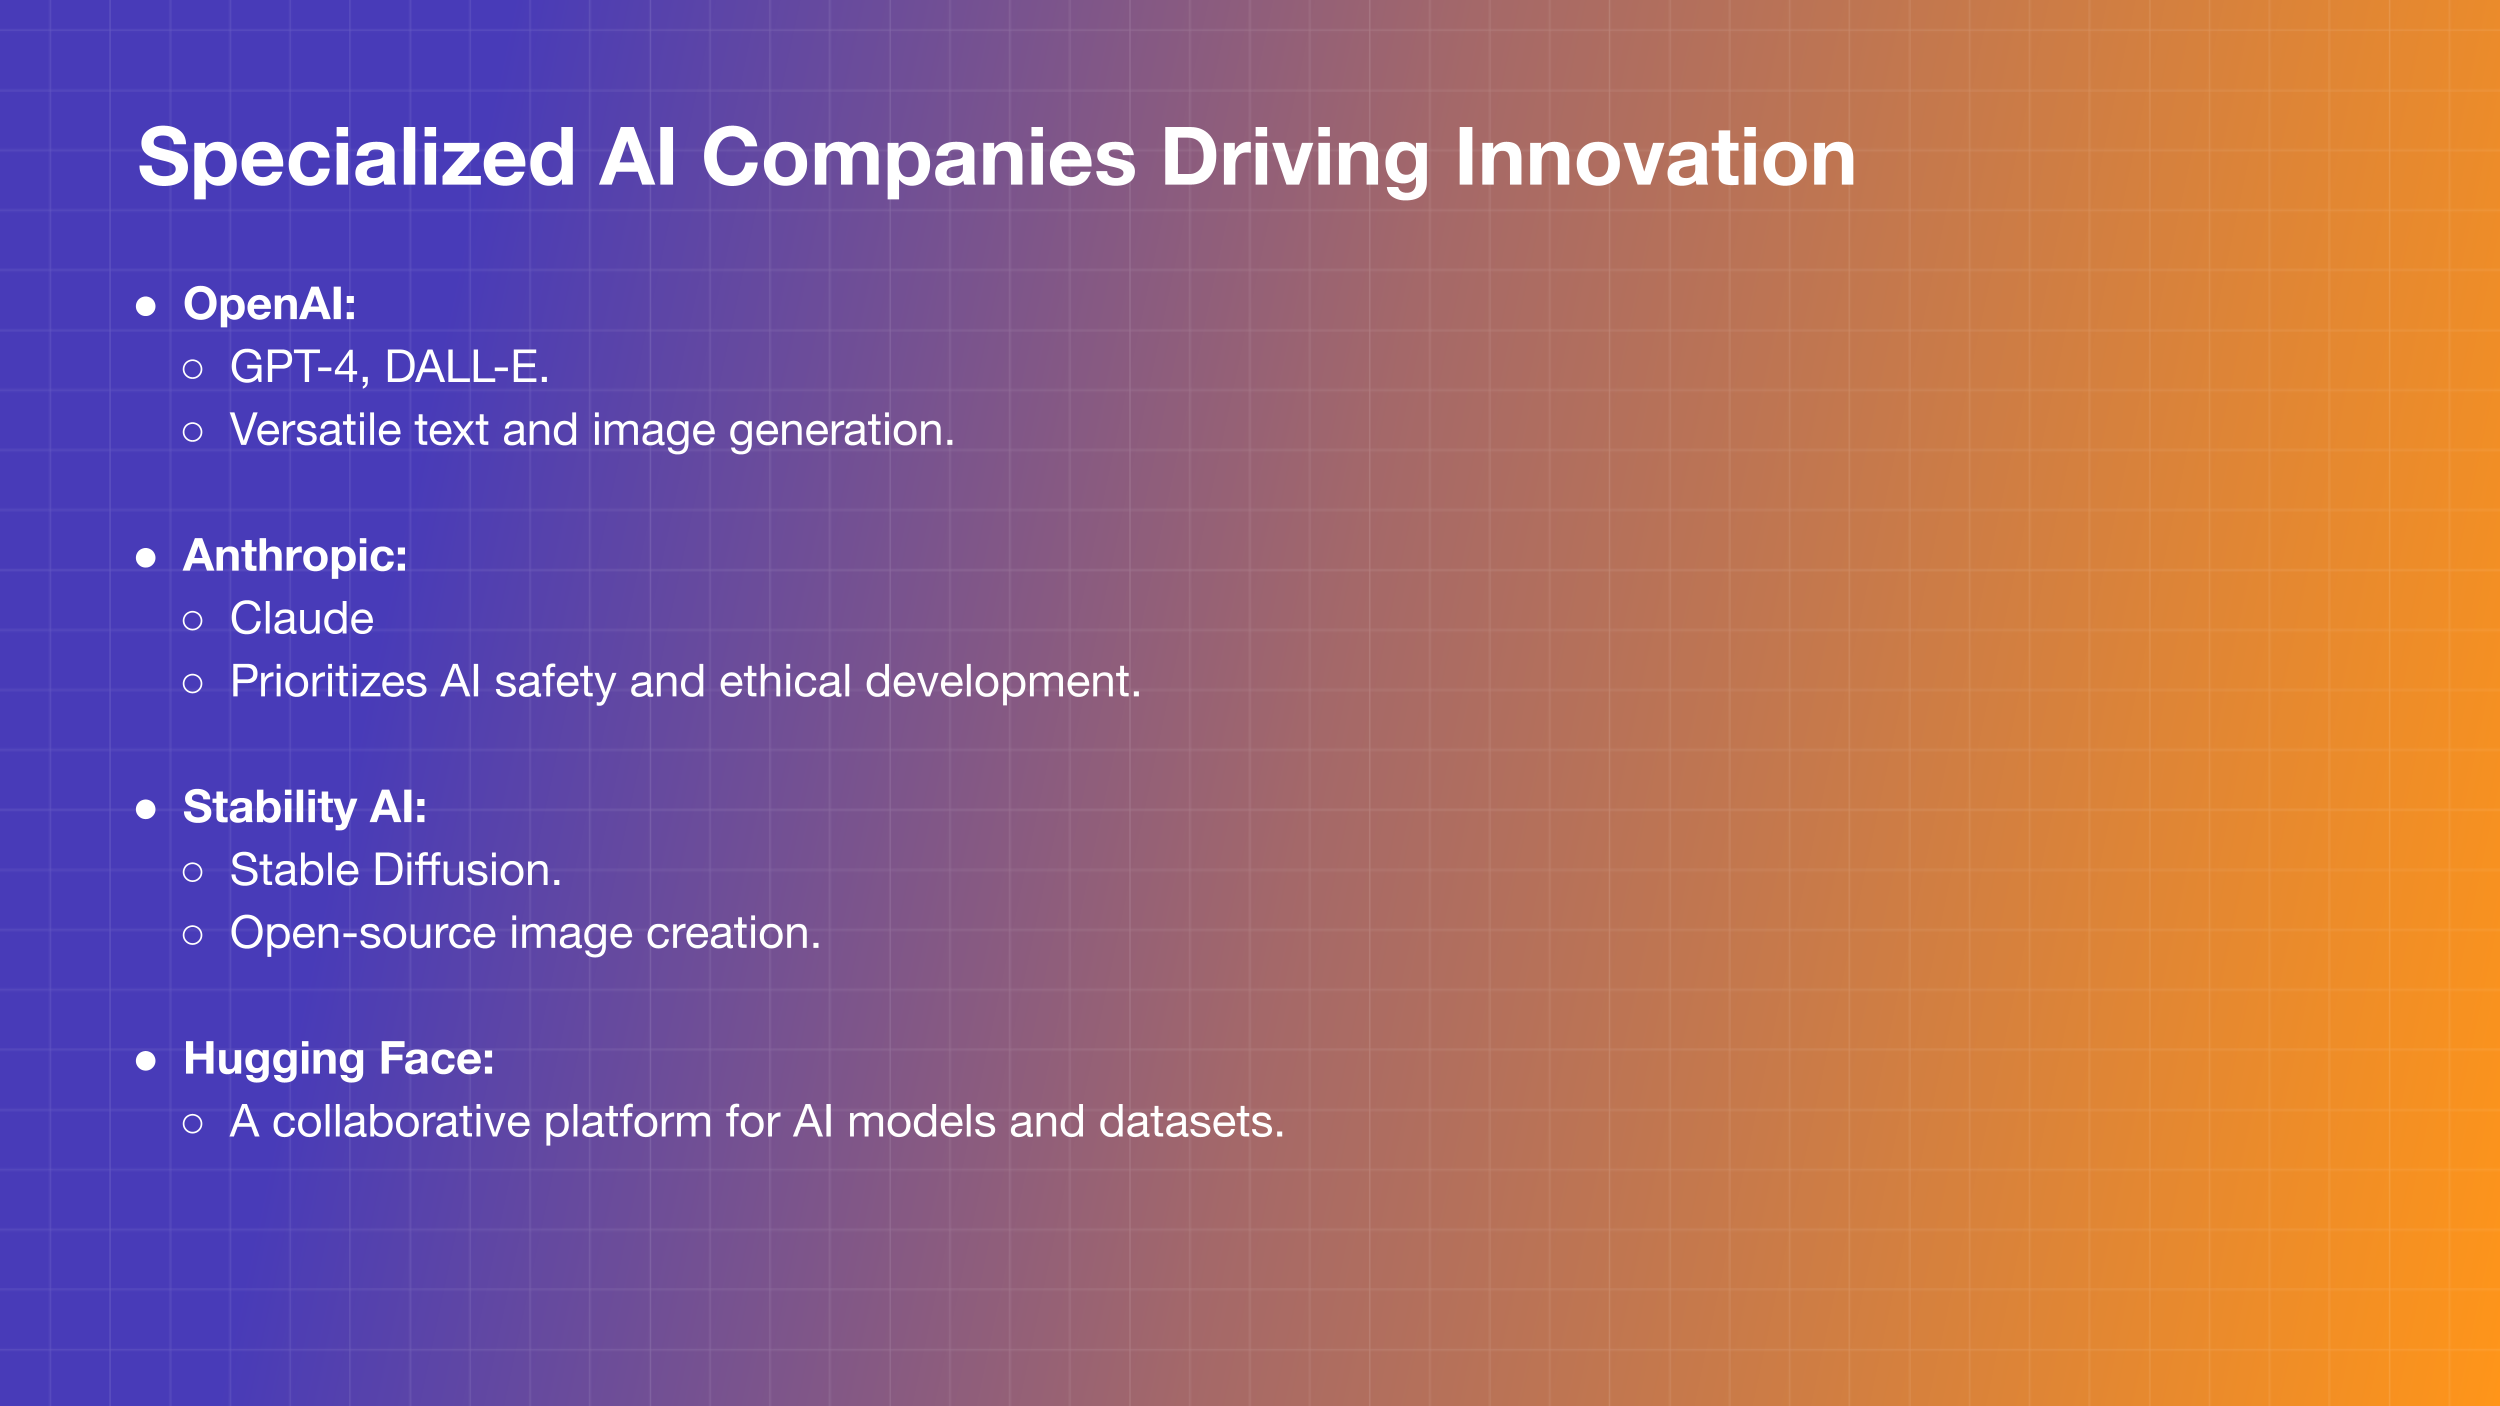 Specialized AI Companies Driving Innovation
● OpenAI:
○ GPT-4, DALL-E.
○ Versatile text and image generation.
● Anthropic:
○ Claude
○ Prioritizes AI safety and ethical development.
● Stability AI:
○ Stable Diffusion.
○ Open-source image creation.
● Hugging Face:
○ A collaborative platform for AI models and datasets.